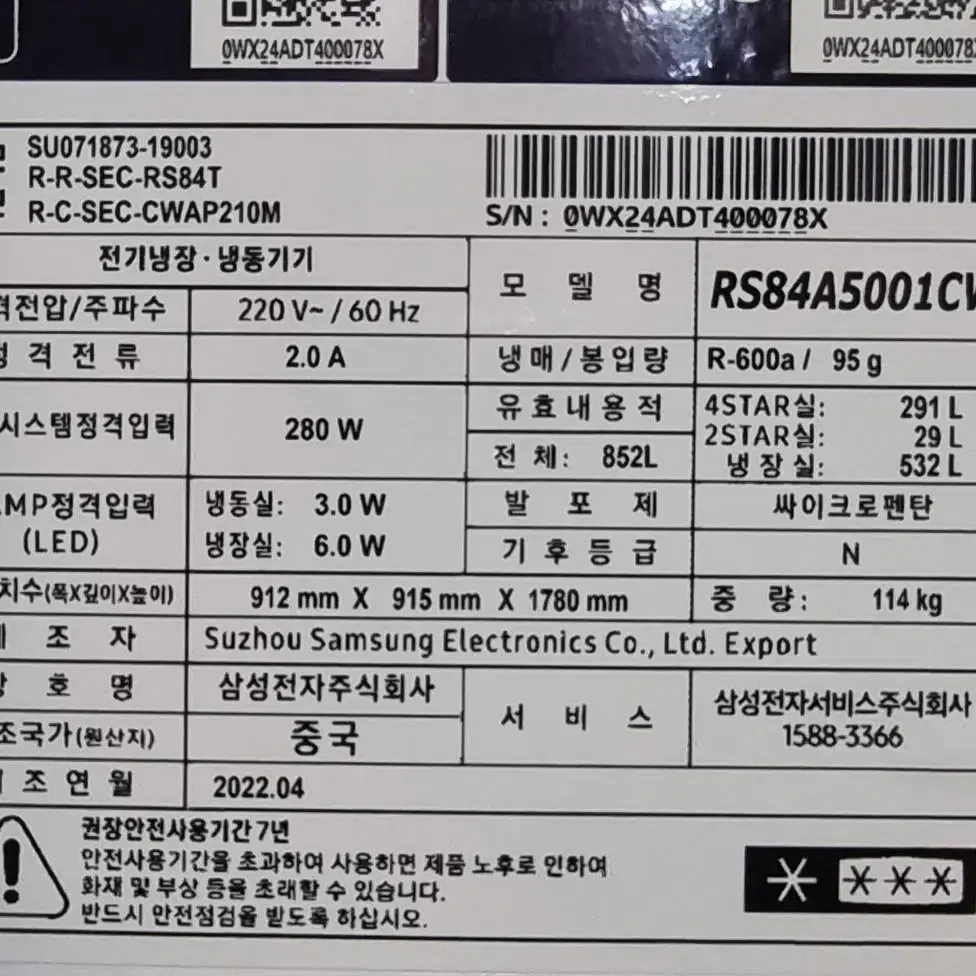 0WX24ADT400078X
0WX24ADT400078
SU071873-19003
R-R-SEC-RS84T
R-C-SEC-CWAP210M
S/N : 0WX24ADT400078X
전기냉장·냉동기기
격전압/주파수 220 V~ / 60 Hz
모 델 명 RS84A5001CW
격 전 류 2.0 A
냉매/봉입량 R-600a / 95 g
시스템정격입력 280 W
유효내용적
전 체: 852L
4STAR실: 291 L
2STAR실: 29 L
냉장실: 532 L
AMP정격입력
(LED)
냉동실: 3.0 W
냉장실: 6.0 W
발 포 제 싸이크로펜탄
기후등급 N
치수(폭X깊이X높이) 912 mm X 915 mm X 1780 mm
중 량: 114 kg
조 자 Suzhou Samsung Electronics Co., Ltd. Export
호 명 삼성전자주식회사
서 비 스 삼성전자서비스주식회사
1588-3366
조국가(원산지) 중국
조 연 월 2022.04
권장안전사용기간 7년
안전사용기간을 초과하여 사용하면 제품 노후로 인하여
화재 및 부상 등을 초래할 수 있습니다.
반드시 안전점검을 받도록 하십시오.